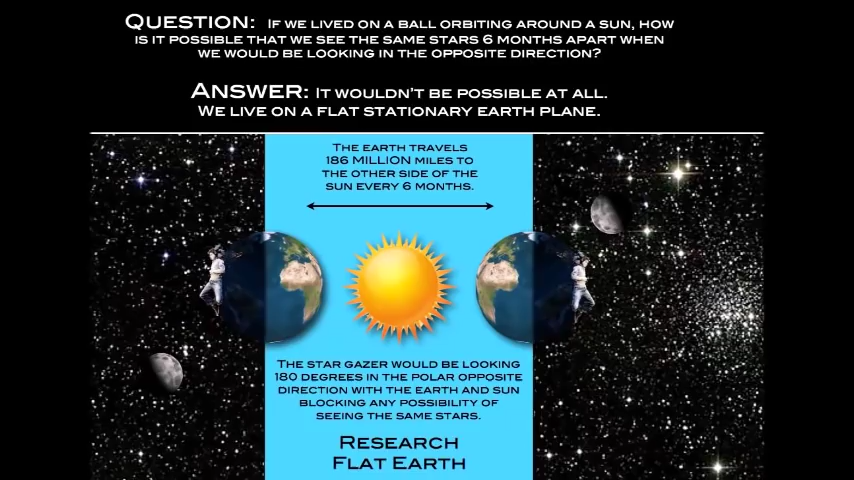 QUESTION: IF WE LIVED ON A BALL ORBITING AROUND A SUN, HOW
IS IT POSSIBLE THAT WE SEE THE SAME STARS 6 MONTHS APART WHEN
WE WOULD BE LOOKING IN THE OPPOSITE DIRECTION?
ANSWER: IT WOULDN'T BE POSSIBLE AT ALL.
WE LIVE ON A FLAT STATIONARY EARTH PLANE.
THE EARTH TRAVELS
186 MILLION MILES TO
THE OTHER SIDE OF THE
SUN EVERY 6 MONTHS.
THE STAR GAZER WOULD BE LOOKING
180 DEGREES IN THE POLAR OPPOSITE
DIRECTION WITH THE EARTH AND SUN
BLOCKING ANY POSSIBILITY OF
SEEING THE SAME STARS.
RESEARCH
FLAT EARTH